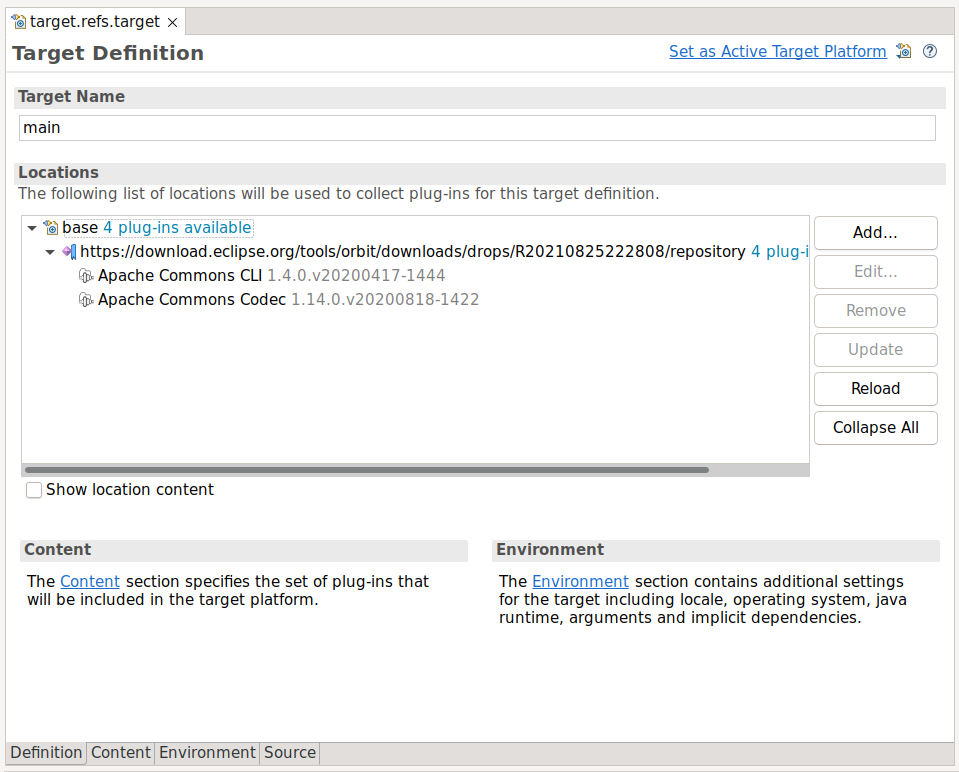 target.refs.target
Target Definition
Set as Active Target Platform
Target Name
main
Locations
The following list of locations will be used to collect plug-ins for this target definition.
base 4 plug-ins available
https://download.eclipse.org/tools/orbit/downloads/drops/R20210825222808/repository 4 plug-i
Apache Commons CLI 1.4.0.v20200417-1444
Apache Commons Codec 1.14.0.v20200818-1422
Add...
Edit...
Remove
Update
Reload
Collapse All
Show location content
Content
The Content section specifies the set of plug-ins that
will be included in the target platform.
Environment
The Environment section contains additional settings
for the target including locale, operating system, java
runtime, arguments and implicit dependencies.
Definition Content Environment Source